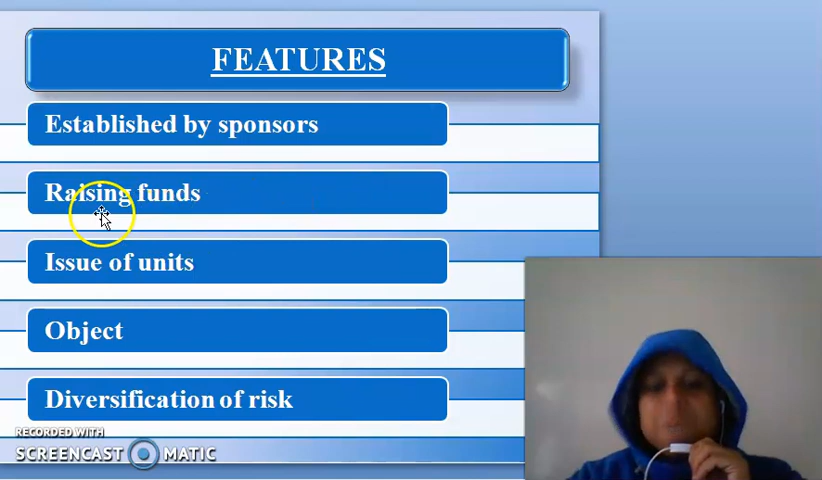 FEATURES
Established by sponsors
Raising funds
Issue of units
Object
Diversification of risk
RECORDED WITH
SCREENCAST MATIC